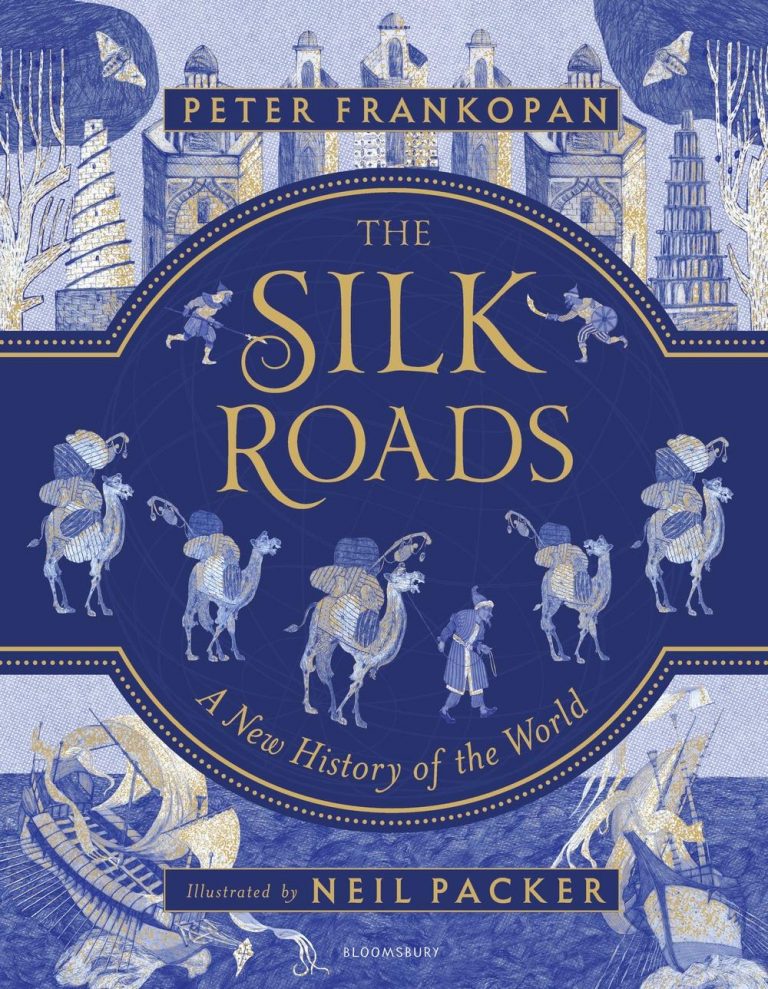 PETER FRANKOPAN
THE
SILK
ROADS
A New History of the World
Illustrated by NEIL PACKER
BLOOMSBURY